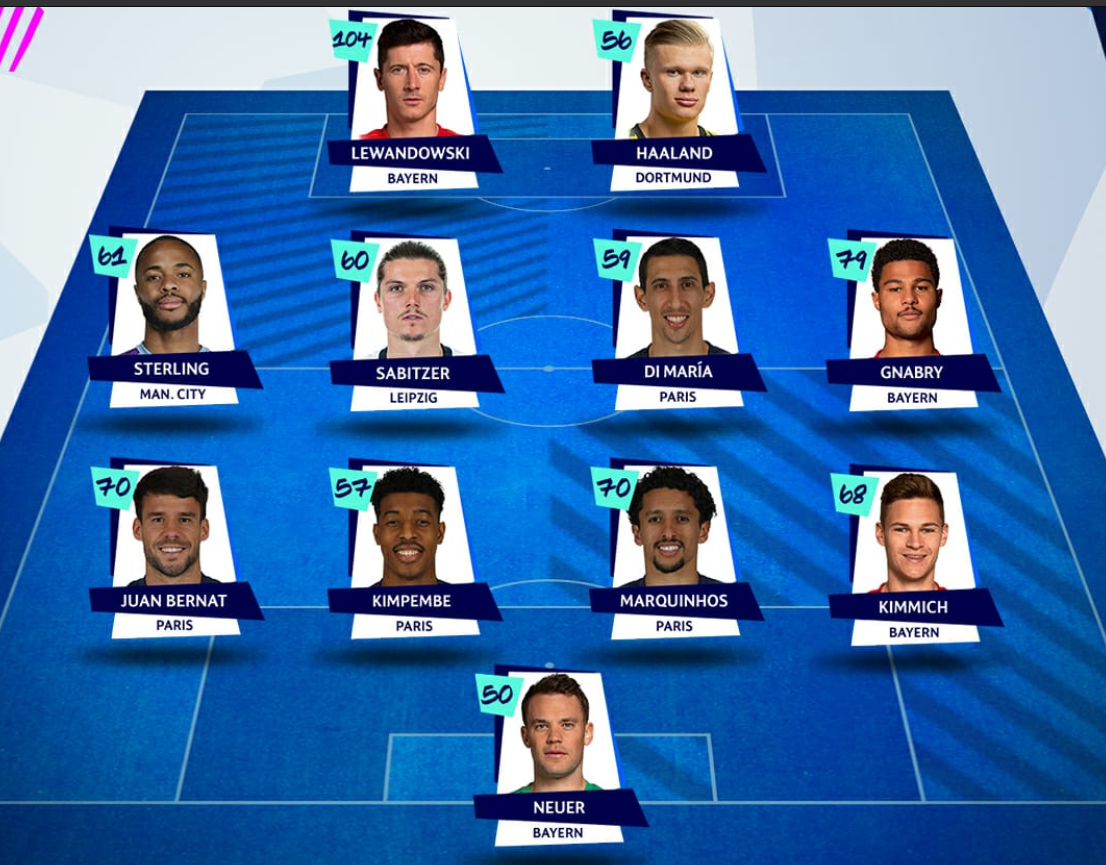 104
LEWANDOWSKI
BAYERN
56
HAALAND
DORTMUND
61
STERLING
MAN. CITY
60
SABITZER
LEIPZIG
59
DI MARÍA
PARIS
79
GNABRY
BAYERN
70
JUAN BERNAT
PARIS
57
KIMPEMBE
PARIS
70
MARQUINHOS
PARIS
68
KIMMICH
BAYERN
50
NEUER
BAYERN